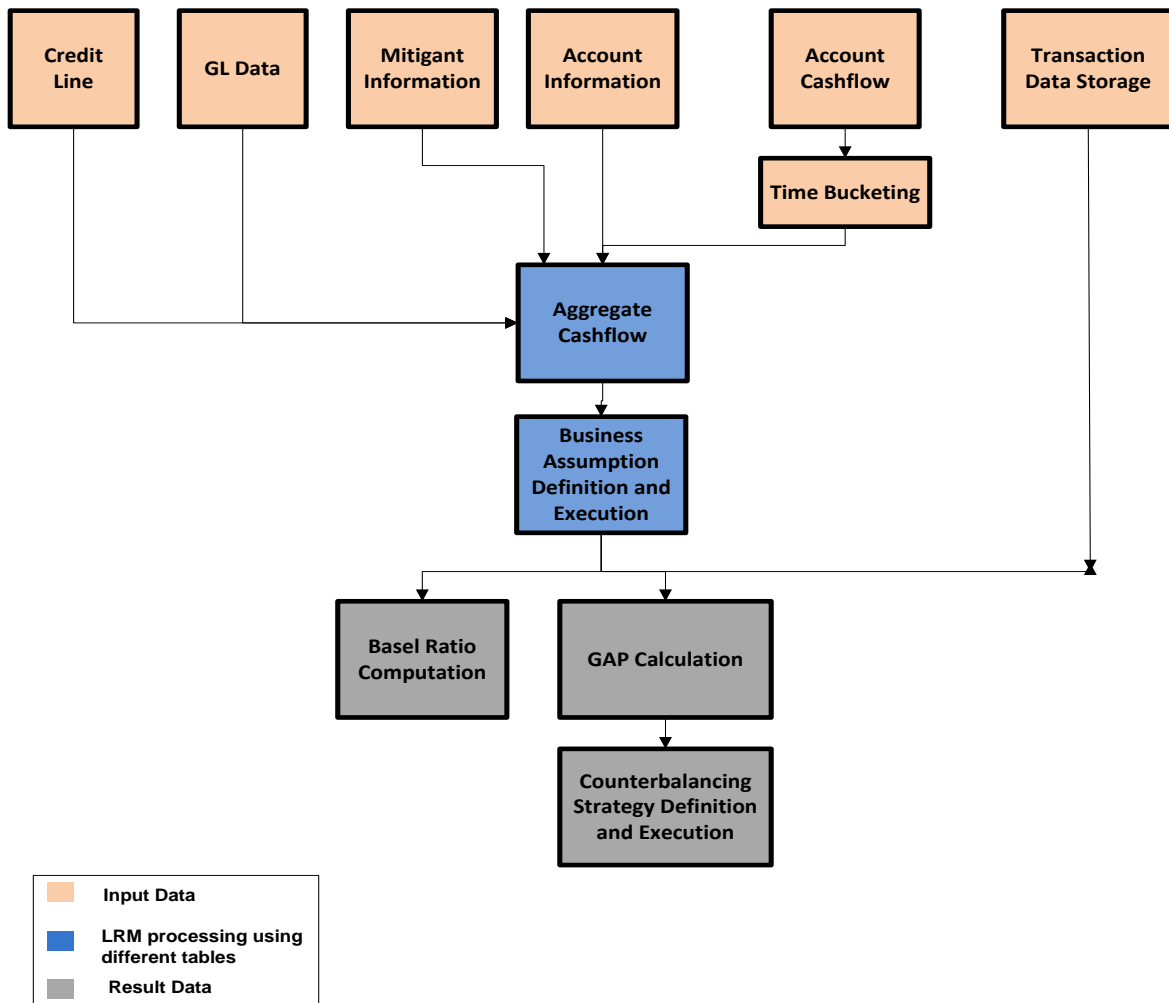 Credit
Line
GL Data
Mitigant
Information
Account
Information
Account
Cashflow
Transaction
Data Storage
Time Bucketing
Aggregate
Cashflow
Business
Assumption
Definition and
Execution
Basel Ratio
Computation
GAP Calculation
Counterbalancing
Strategy Definition
and Execution
Input Data
LRM processing using
different tables
Result Data